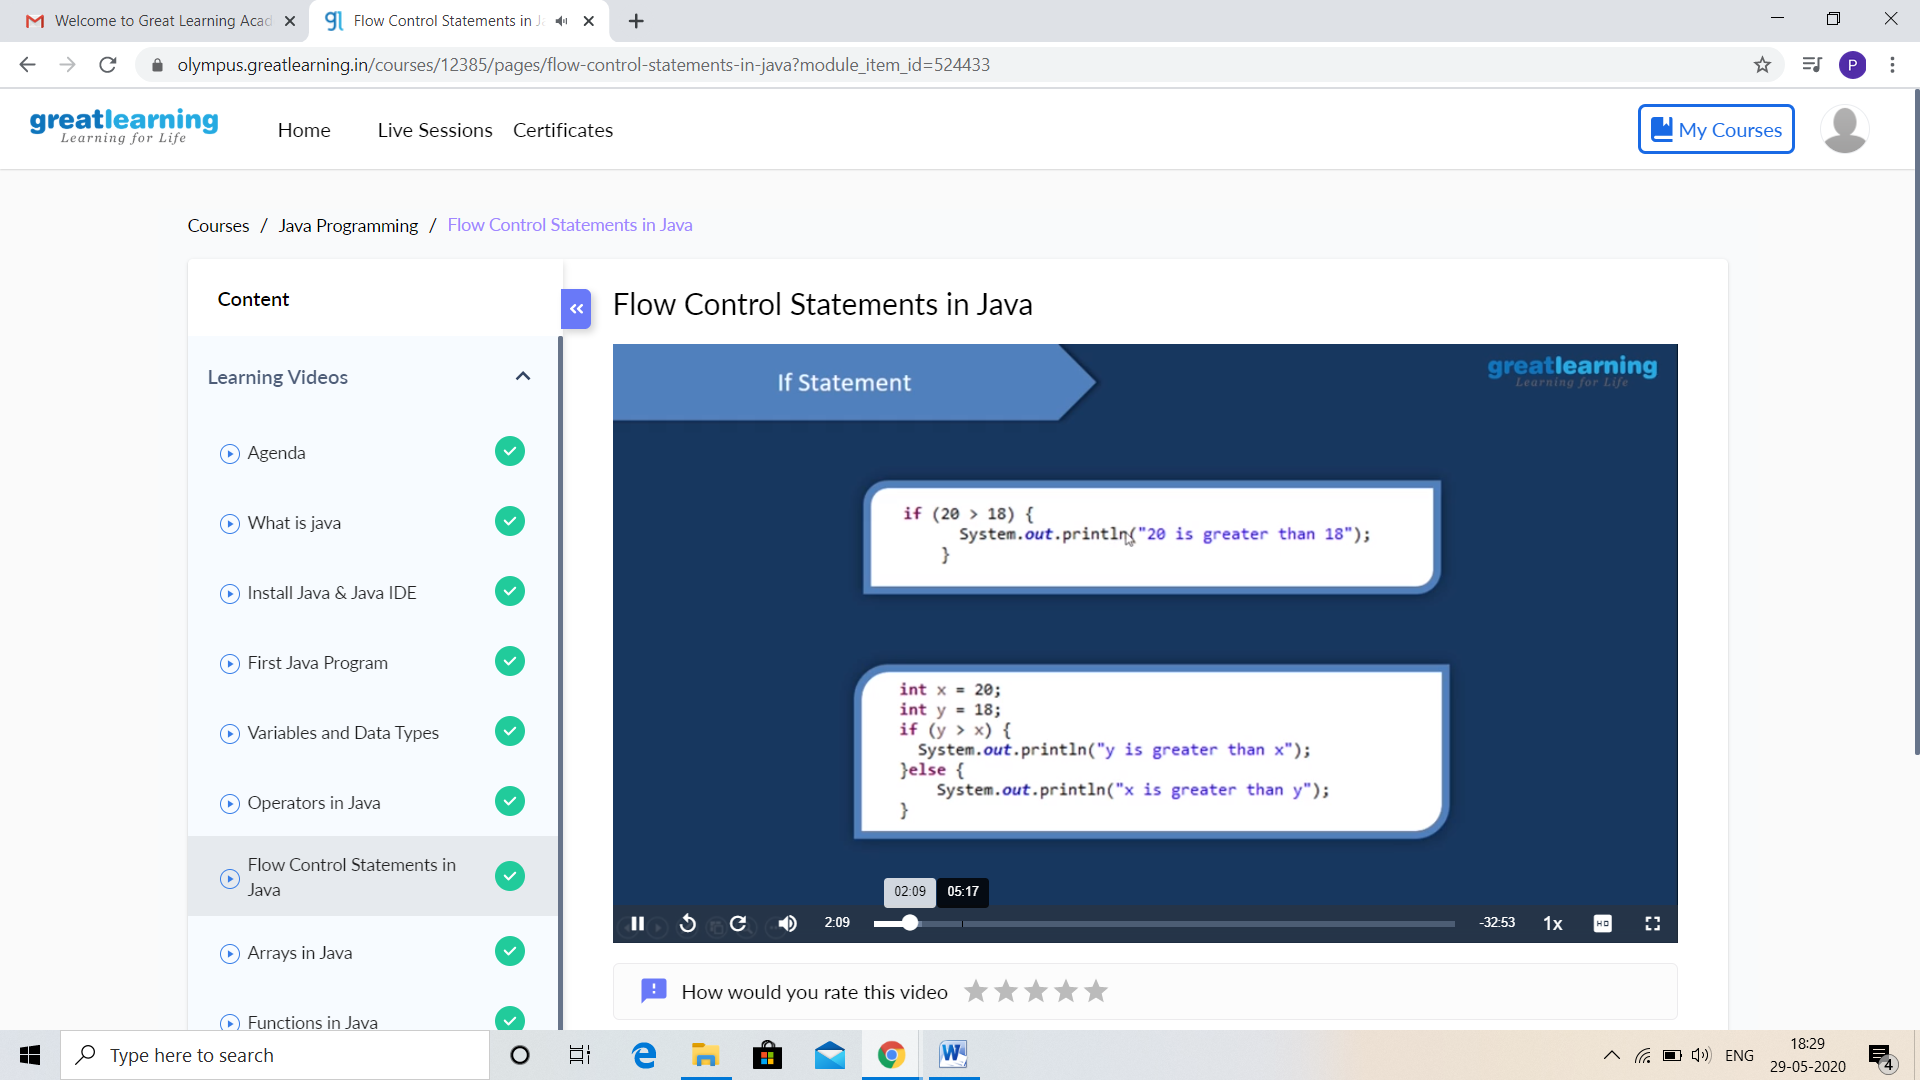 Welcome to Great Learning Acad
Flow Control Statements in J
olympus.greatlearning.in/courses/12385/pages/flow-control-statements-in-java?module_item_id=524433
P
greatlearning
Learning for Life
Home
Live Sessions
Certificates
My Courses
Courses / Java Programming / Flow Control Statements in Java
Content
Learning Videos
Agenda
What is java
Install Java & Java IDE
First Java Program
Variables and Data Types
Operators in Java
Flow Control Statements in
Java
Arrays in Java
Functions in Java
Flow Control Statements in Java
If Statement
greatlearning
Learning for Life
if (20 > 18) {
System.out.println("20 is greater than 18");
}
int x = 20;
int y = 18;
if (y > x) {
System.out.println("y is greater than x");
}else {
System.out.println("x is greater than y");
}
02:09
05:17
2:09
-32:53
1x
HD
How would you rate this video
Type here to search
ENG
18:29
29-05-2020
4